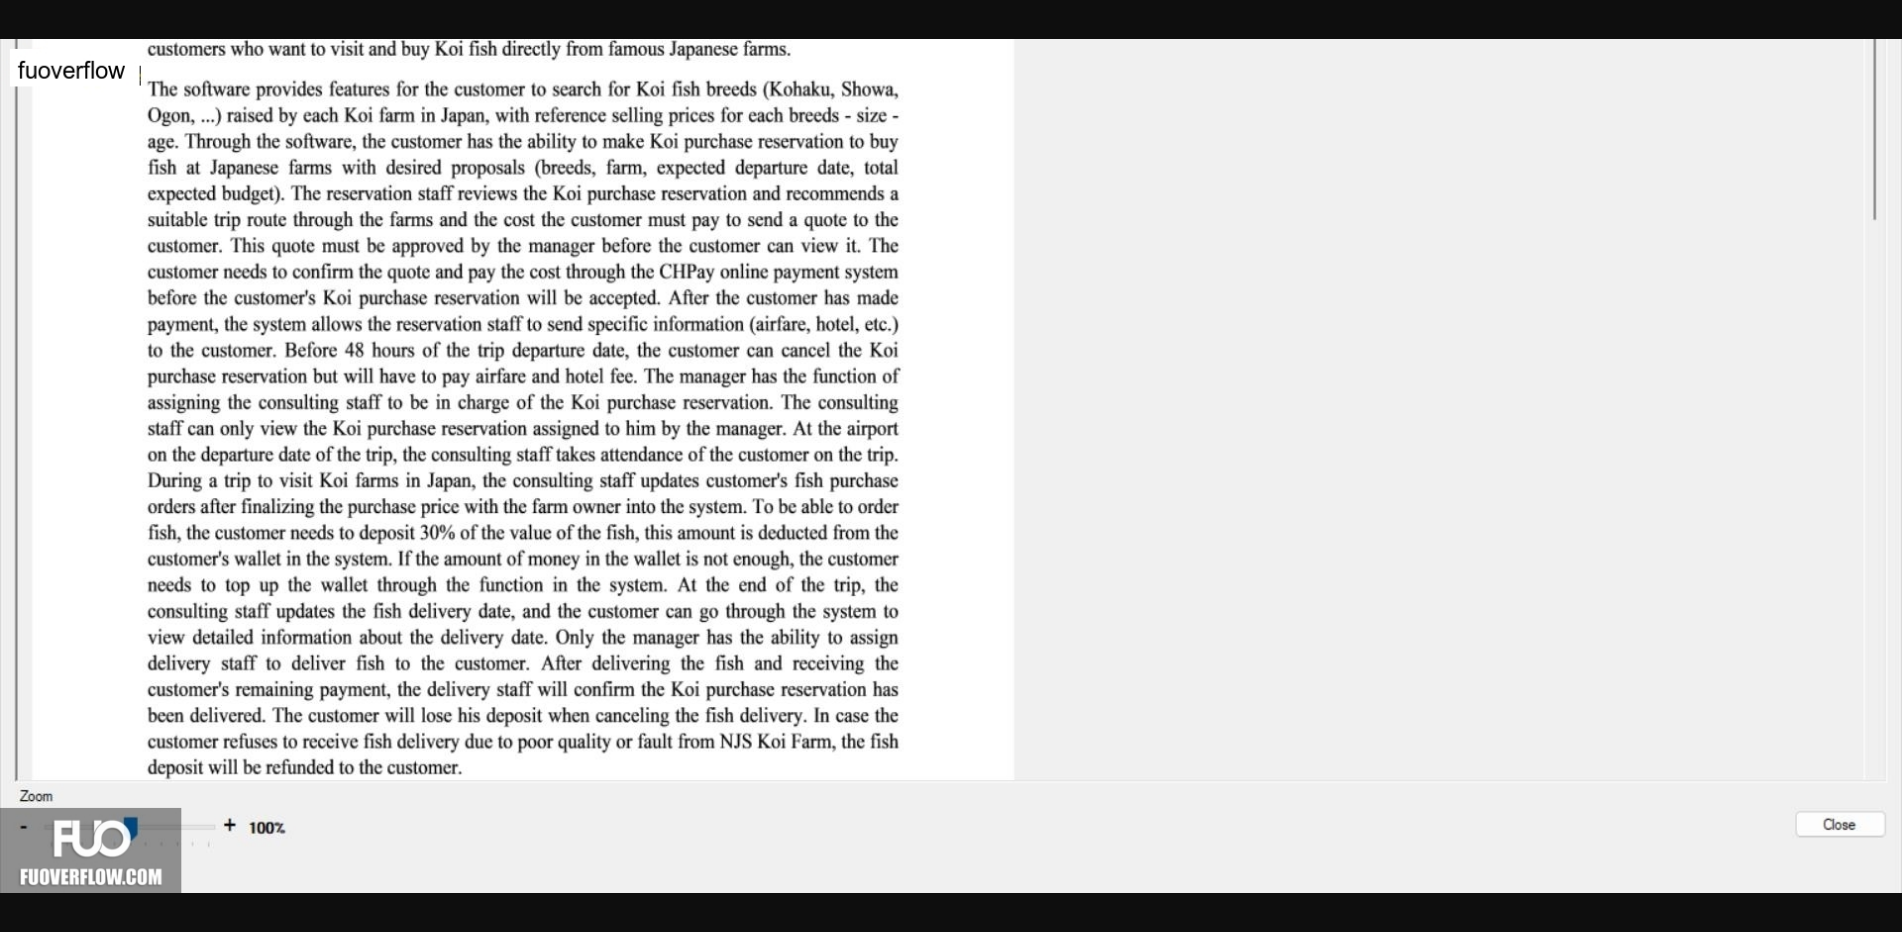 customers who want to visit and buy Koi fish directly from famous Japanese farms.
fuoverflow
The software provides features for the customer to search for Koi fish breeds (Kohaku, Showa,
Ogon, ...) raised by each Koi farm in Japan, with reference selling prices for each breeds - size -
age. Through the software, the customer has the ability to make Koi purchase reservation to buy
fish at Japanese farms with desired proposals (breeds, farm, expected departure date, total
expected budget). The reservation staff reviews the Koi purchase reservation and recommends a
suitable trip route through the farms and the cost the customer must pay to send a quote to the
customer. This quote must be approved by the manager before the customer can view it. The
customer needs to confirm the quote and pay the cost through the CHPay online payment system
before the customer's Koi purchase reservation will be accepted. After the customer has made
payment, the system allows the reservation staff to send specific information (airfare, hotel, etc.)
to the customer. Before 48 hours of the trip departure date, the customer can cancel the Koi
purchase reservation but will have to pay airfare and hotel fee. The manager has the function of
assigning the consulting staff to be in charge of the Koi purchase reservation. The consulting
staff can only view the Koi purchase reservation assigned to him by the manager. At the airport
on the departure date of the trip, the consulting staff takes attendance of the customer on the trip.
During a trip to visit Koi farms in Japan, the consulting staff updates customer's fish purchase
orders after finalizing the purchase price with the farm owner into the system. To be able to order
fish, the customer needs to deposit 30% of the value of the fish, this amount is deducted from the
customer's wallet in the system. If the amount of money in the wallet is not enough, the customer
needs to top up the wallet through the function in the system. At the end of the trip, the
consulting staff updates the fish delivery date, and the customer can go through the system to
view detailed information about the delivery date. Only the manager has the ability to assign
delivery staff to deliver fish to the customer. After delivering the fish and receiving the
customer's remaining payment, the delivery staff will confirm the Koi purchase reservation has
been delivered. The customer will lose his deposit when canceling the fish delivery. In case the
customer refuses to receive fish delivery due to poor quality or fault from NJS Koi Farm, the fish
deposit will be refunded to the customer.
Zoom
- + 100%
Close
FUO
FUOVERFLOW.COM